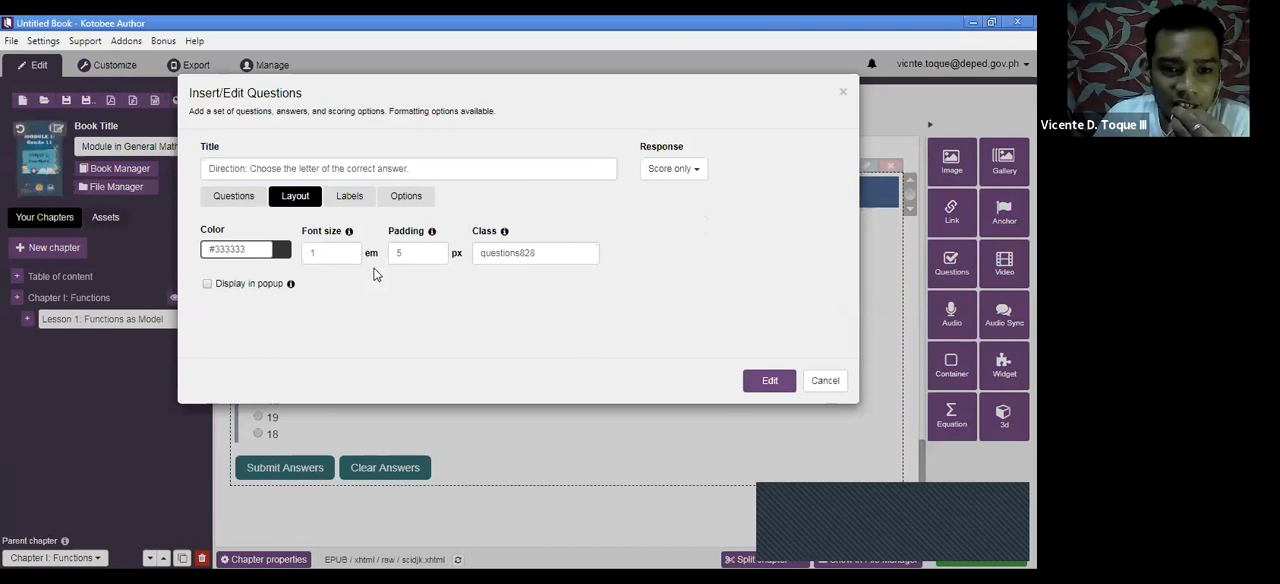 Untitled Book - Kotobee Author
File Settings Support Addons Bonus Help
Edit Customize Export Manage
vicnte.toque@deped.gov.ph
Vicente D. Toque III
Insert/Edit Questions
Add a set of questions, answers, and scoring options. Formatting options available.
Book Title
Module in General Math
Book Manager
File Manager
Your Chapters Assets
New chapter
Table of content
Chapter I: Functions
Lesson 1: Functions as Model
Title
Response
Direction: Choose the letter of the correct answer.
Score only
Questions Layout Labels Options
Color Font size Padding Class
#333333 1 em 5 px questions828
Display in popup
Edit Cancel
Image Gallery
Link Anchor
Questions Video
Audio Audio Sync
Container Widget
Equation 3d
19
18
Submit Answers Clear Answers
Parent chapter
Chapter I: Functions
Chapter properties EPUB / xhtml / raw / scidjk.xhtml